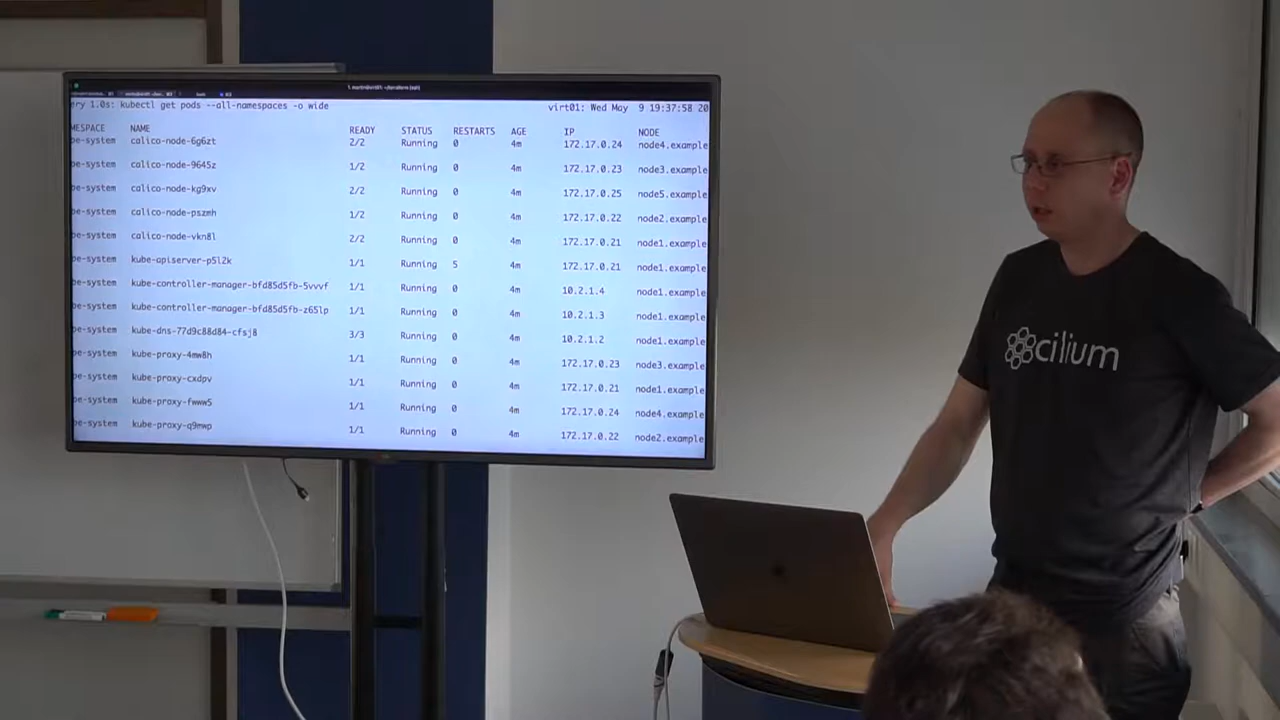 ery 1.0s: kubectl get pods --all-namespaces -o wide virt01: Wed May 9 19:37:58 20
MESPACE NAME READY STATUS RESTARTS AGE IP NODE
be-system calico-node-6g6zt 2/2 Running 0 4m 172.17.0.24 node4.example
be-system calico-node-9645z 1/2 Running 0 4m 172.17.0.23 node3.example
be-system calico-node-kg9xv 2/2 Running 0 4m 172.17.0.25 node5.example
be-system calico-node-pszmh 1/2 Running 0 4m 172.17.0.22 node2.example
be-system calico-node-vkn8l 2/2 Running 0 4m 172.17.0.21 node1.example
be-system kube-apiserver-p5l2k 1/1 Running 5 4m 172.17.0.21 node1.example
be-system kube-controller-manager-bfd85d5fb-5vvvf 1/1 Running 0 4m 10.2.1.4 node1.example
be-system kube-controller-manager-bfd85d5fb-z65lp 1/1 Running 0 4m 10.2.1.3 node1.example
be-system kube-dns-77d9c88d84-cfsj8 3/3 Running 0 4m 10.2.1.2 node1.example
be-system kube-proxy-4mw8h 1/1 Running 0 4m 172.17.0.23 node3.example
be-system kube-proxy-cxdpv 1/1 Running 0 4m 172.17.0.21 node1.example
be-system kube-proxy-fwww5 1/1 Running 0 4m 172.17.0.24 node4.example
be-system kube-proxy-q9mwp 1/1 Running 0 4m 172.17.0.22 node2.example
cilium